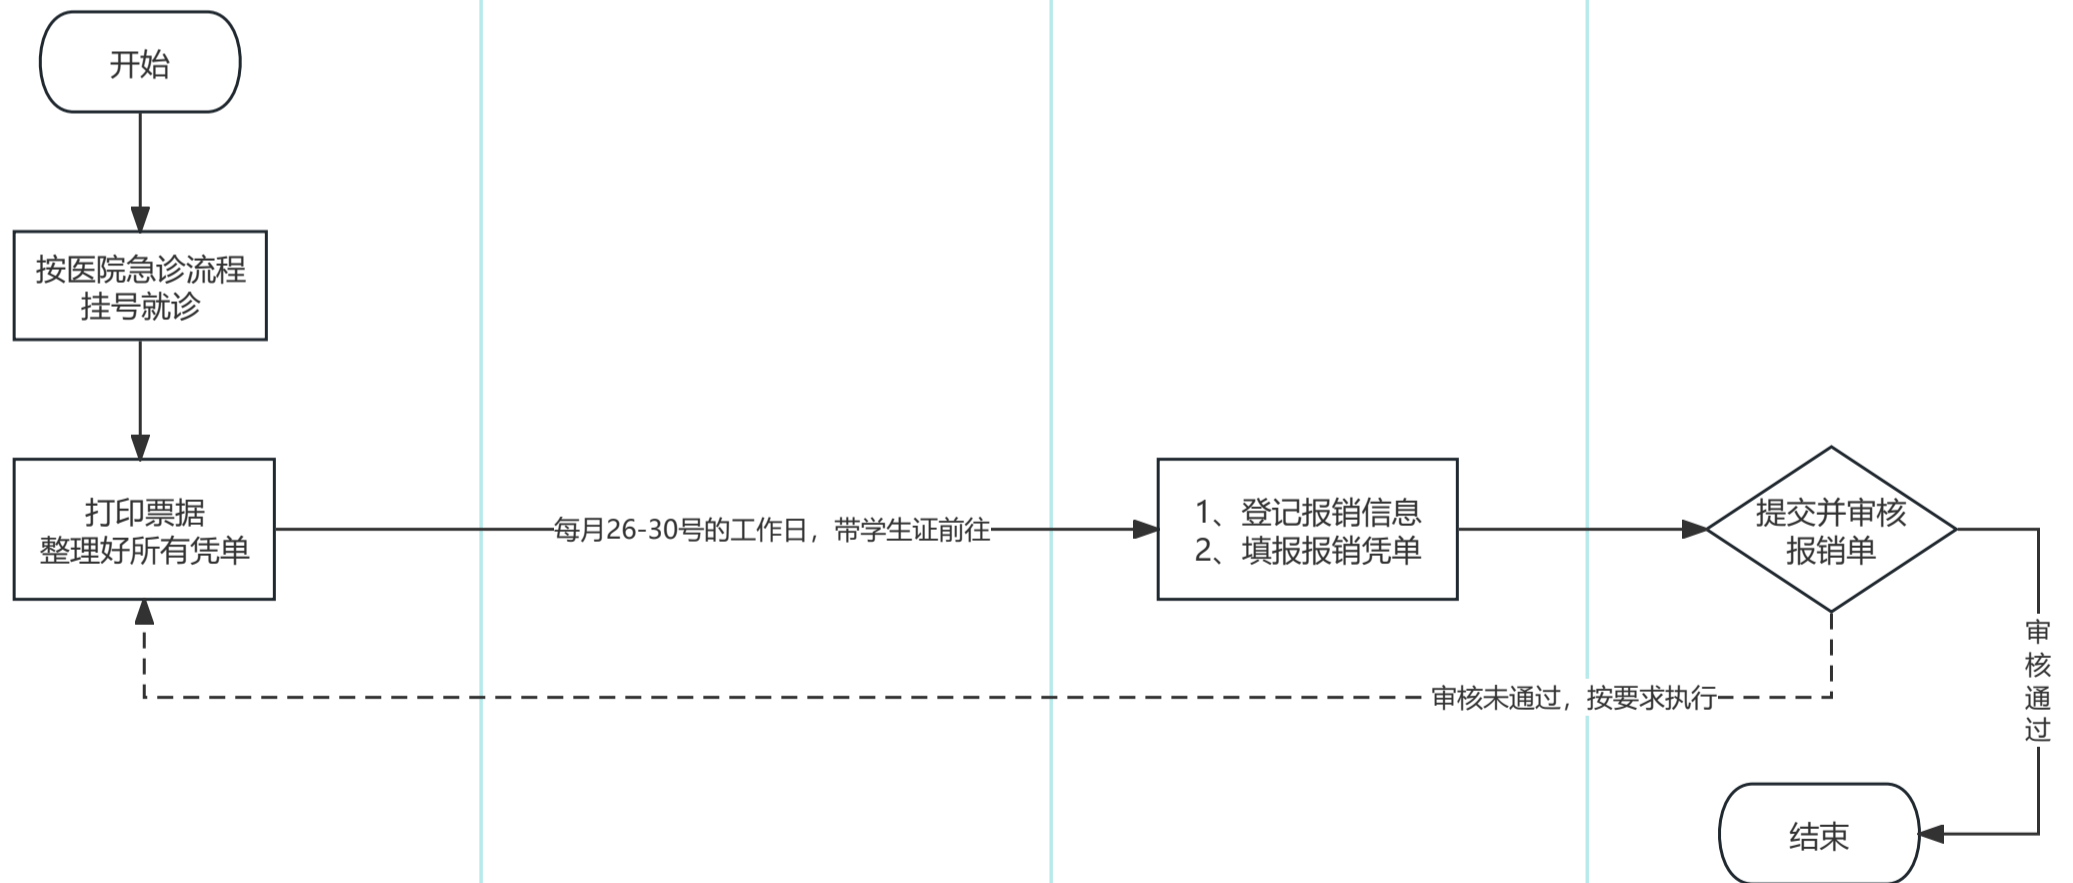 开始
按医院急诊流程
挂号就诊
打印票据
整理好所有凭单
每月26-30号的工作日，带学生证前往
1、登记报销信息
2、填报报销凭单
提交并审核
报销单
审核未通过，按要求执行
审核通过
结束